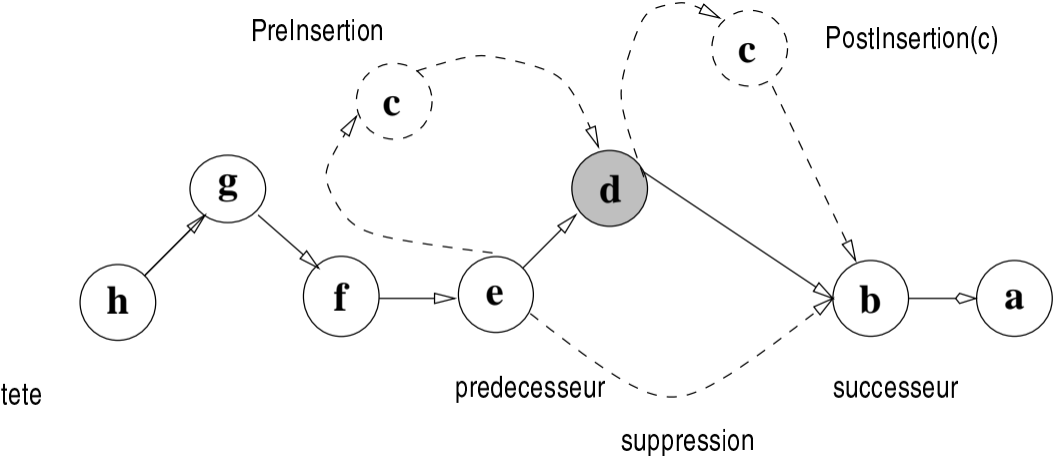 PreInsertion
c
c
PostInsertion(c)
g
d
h
f
e
b
a
tete
predecesseur
successeur
suppression